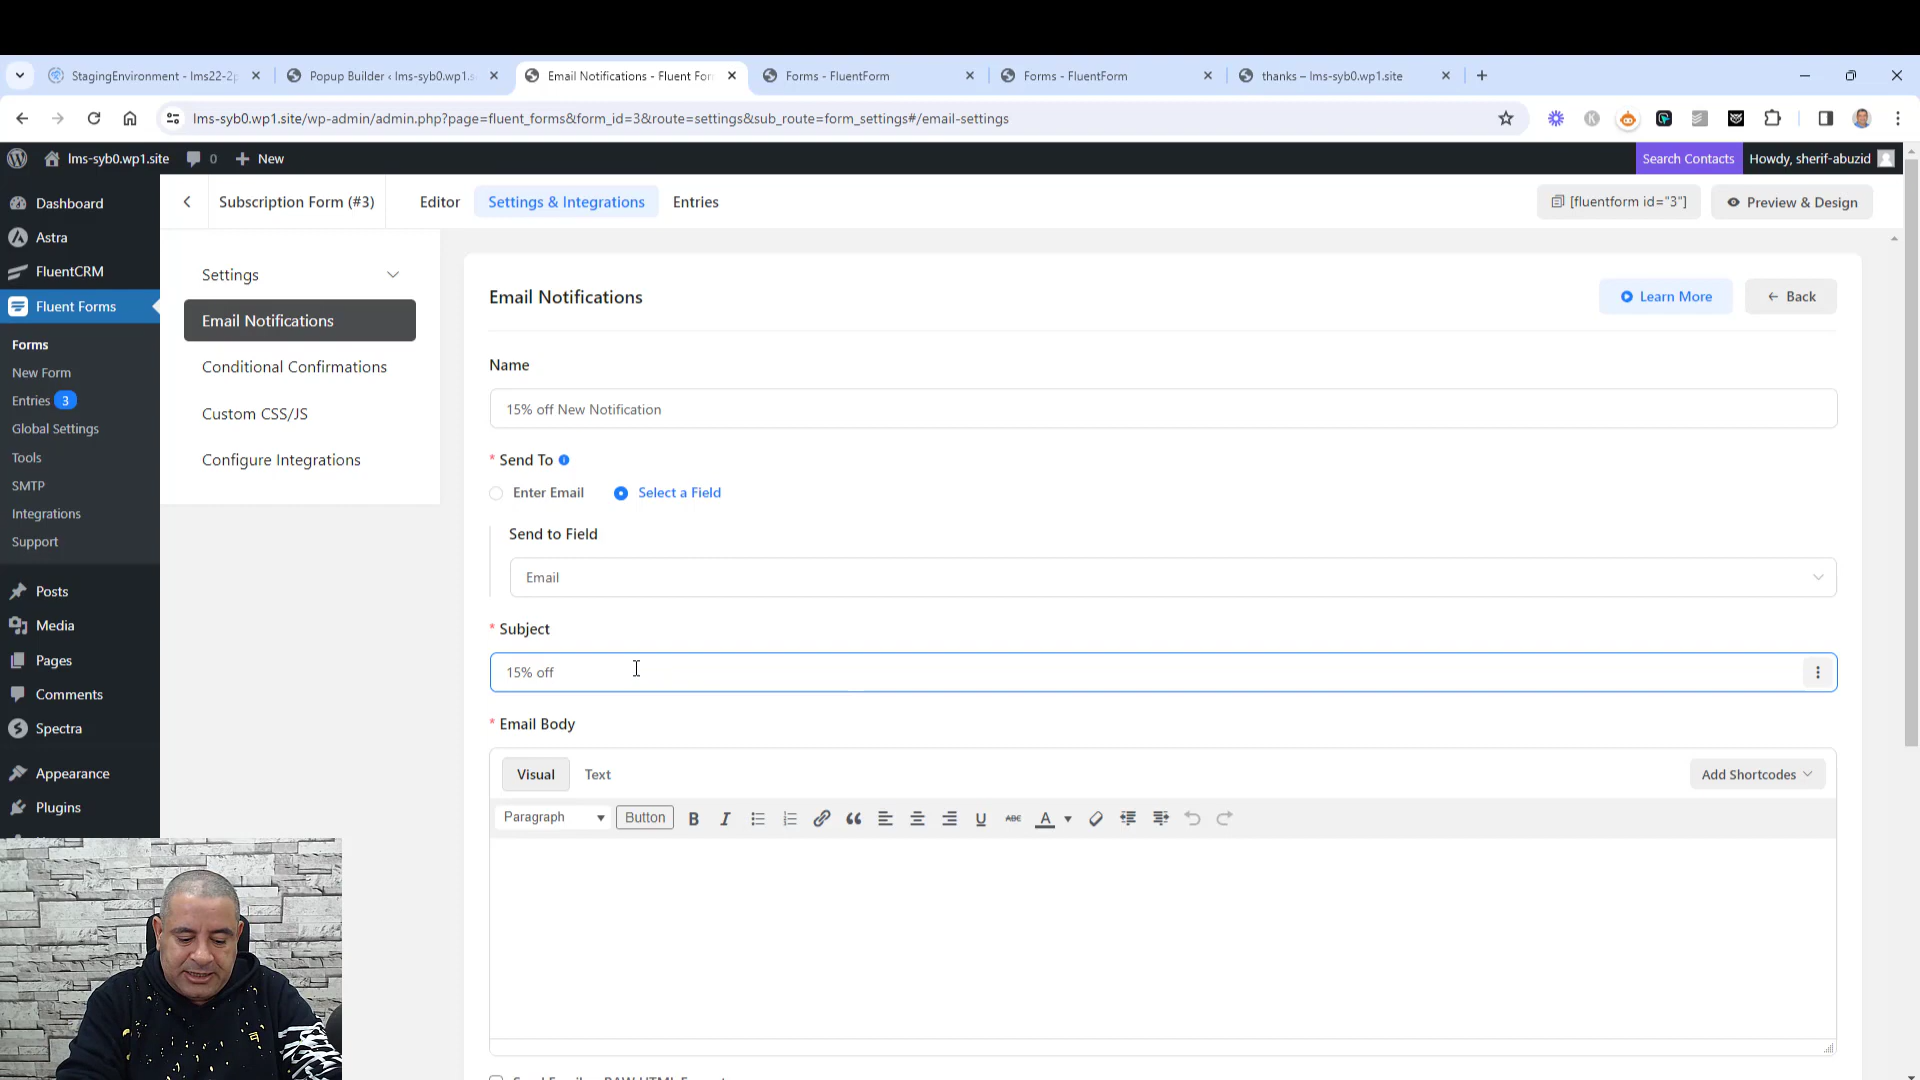 StagingEnvironment - lms22-2p
Popup Builder ‹ lms-syb0.wp1.s
Email Notifications - Fluent For
Forms - FluentForm
Forms - FluentForm
thanks – lms-syb0.wp1.site
lms-syb0.wp1.site/wp-admin/admin.php?page=fluent_forms&form_id=3&route=settings&sub_route=form_settings#/email-settings
lms-syb0.wp1.site
0
New
Search Contacts
Howdy, sherif-abuzid
Dashboard
Astra
FluentCRM
Fluent Forms
Forms
New Form
Entries 3
Global Settings
Tools
SMTP
Integrations
Support
Posts
Media
Pages
Comments
Spectra
Appearance
Plugins
Subscription Form (#3)
Editor
Settings & Integrations
Entries
[fluentform id="3"]
Preview & Design
Settings
Email Notifications
Conditional Confirmations
Custom CSS/JS
Configure Integrations
Email Notifications
Learn More
Back
Name
15% off New Notification
* Send To
Enter Email
Select a Field
Send to Field
Email
* Subject
15% off
* Email Body
Visual
Text
Add Shortcodes
Paragraph
Button
B
I
U
ABC
A